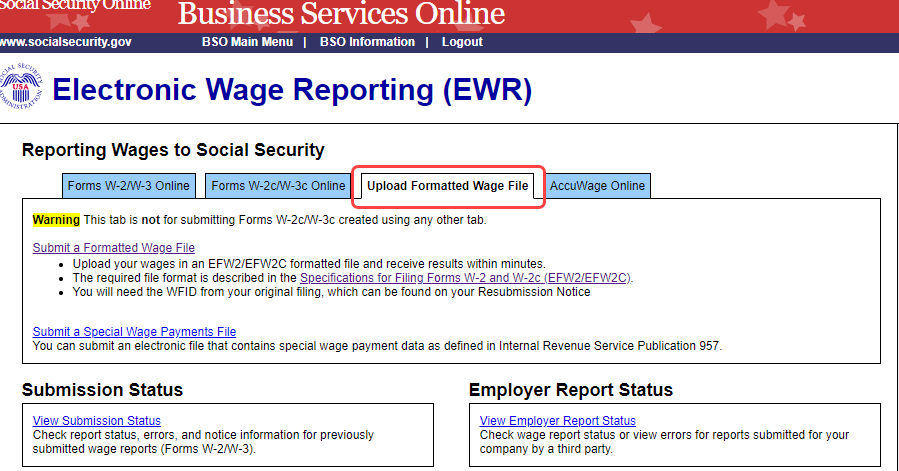 Social Security Online
Business Services Online
www.socialsecurity.gov BSO Main Menu | BSO Information | Logout
SOCIAL SECURITY ADMINISTRATION USA
Electronic Wage Reporting (EWR)
Reporting Wages to Social Security
Forms W-2/W-3 Online Forms W-2c/W-3c Online Upload Formatted Wage File AccuWage Online
Warning This tab is not for submitting Forms W-2c/W-3c created using any other tab.
Submit a Formatted Wage File
• Upload your wages in an EFW2/EFW2C formatted file and receive results within minutes.
• The required file format is described in the Specifications for Filing Forms W-2 and W-2c (EFW2/EFW2C).
• You will need the WFID from your original filing, which can be found on your Resubmission Notice
Submit a Special Wage Payments File
You can submit an electronic file that contains special wage payment data as defined in Internal Revenue Service Publication 957.
Submission Status
View Submission Status
Check report status, errors, and notice information for previously
submitted wage reports (Forms W-2/W-3).
Employer Report Status
View Employer Report Status
Check wage report status or view errors for reports submitted for your
company by a third party.